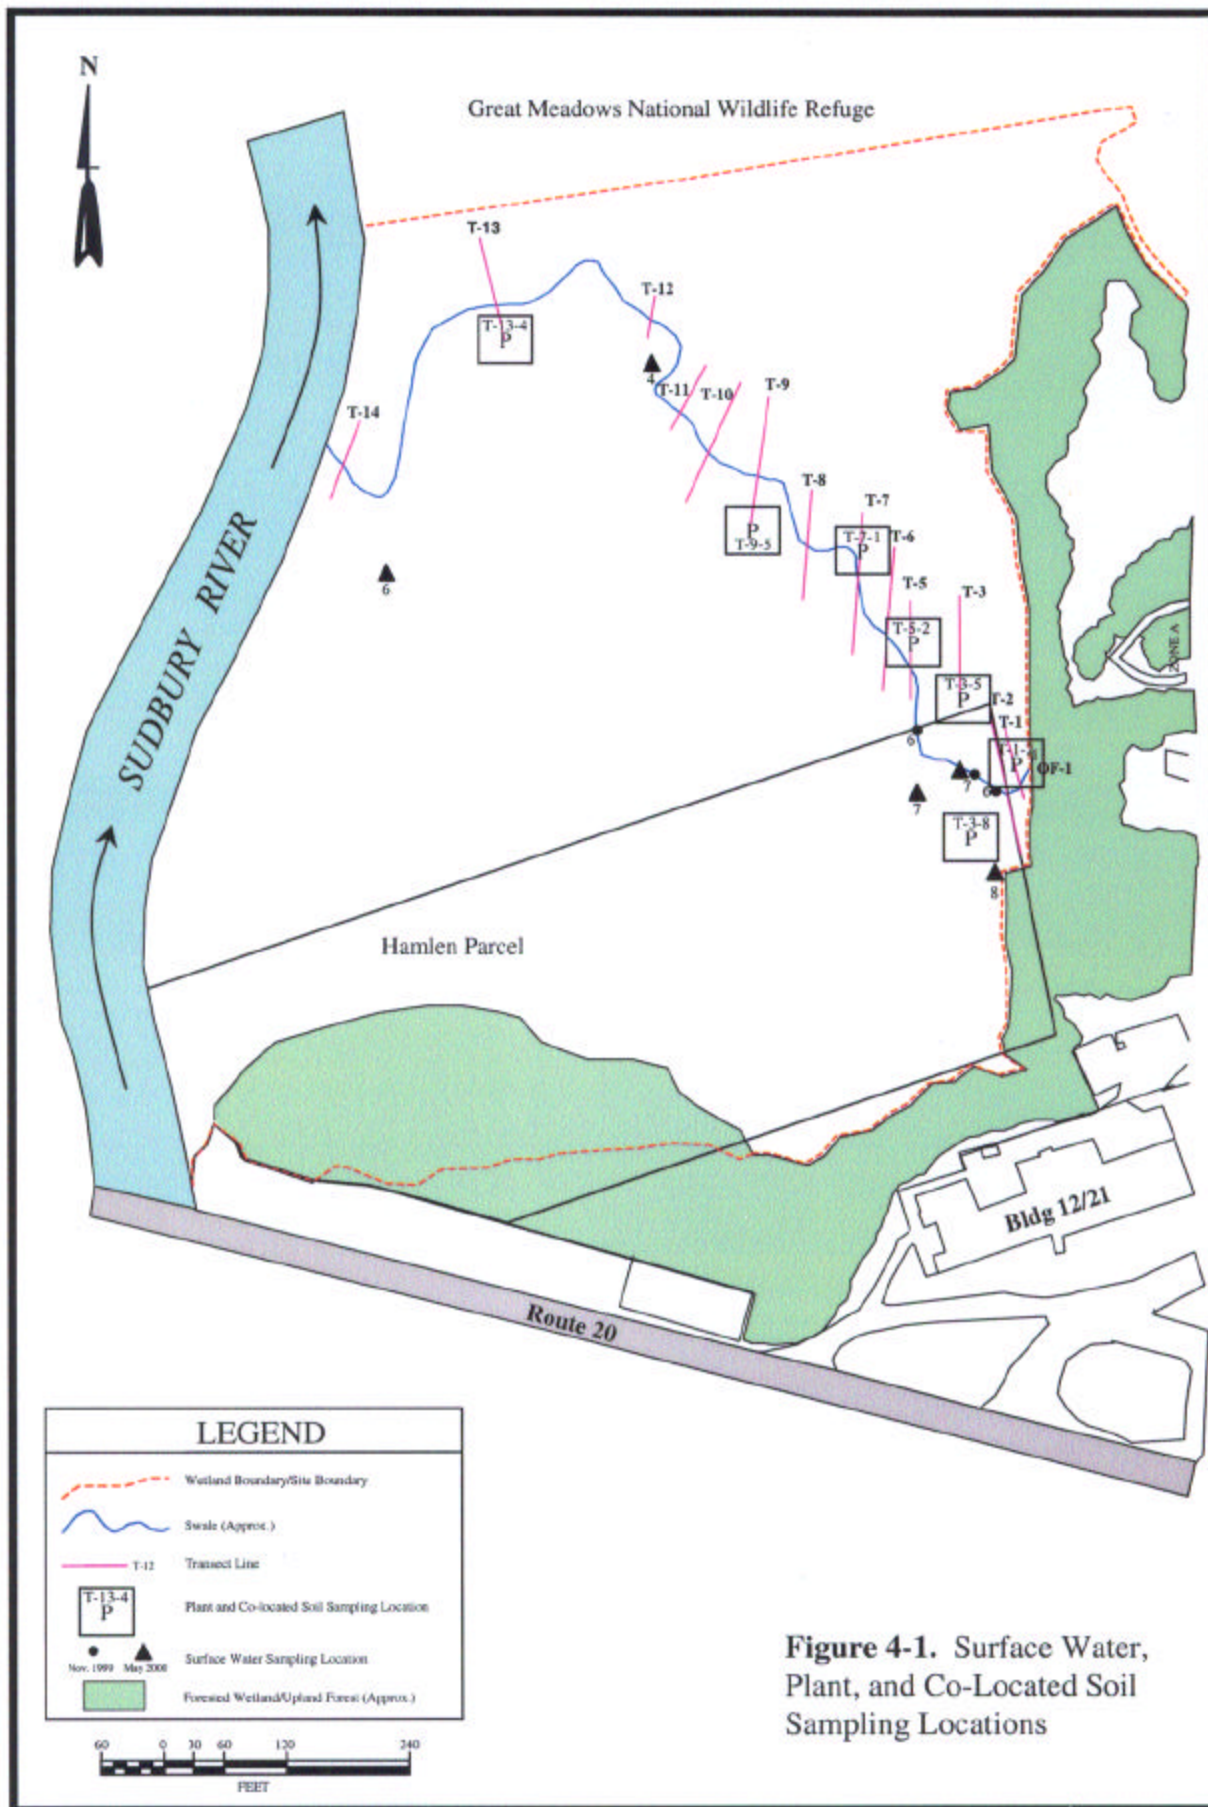 N
Great Meadows National Wildlife Refuge
T-13
T-13-4
P
T-12
4
T-11
T-10
T-9
T-14
T-8
P
T-9-5
T-7
T-7-1
P
T-6
6
T-5
T-5-2
P
T-3
T-3-5
P
T-2
T-1
P
OF-1
6
7
6
7
T-3-8
P
8
ZONE A
SUDBURY RIVER
Hamlen Parcel
Bldg 12/21
Route 20
LEGEND
Wetland Boundary/Site Boundary
Swale (Approx.)
T-12 Transect Line
T-13-4
P
Plant and Co-located Soil Sampling Location
Surface Water Sampling Location
Nov. 1999 May 2000
Forested Wetland/Upland Forest (Approx.)
60 0 30 60 120 240
FEET
Figure 4-1. Surface Water,
Plant, and Co-Located Soil
Sampling Locations